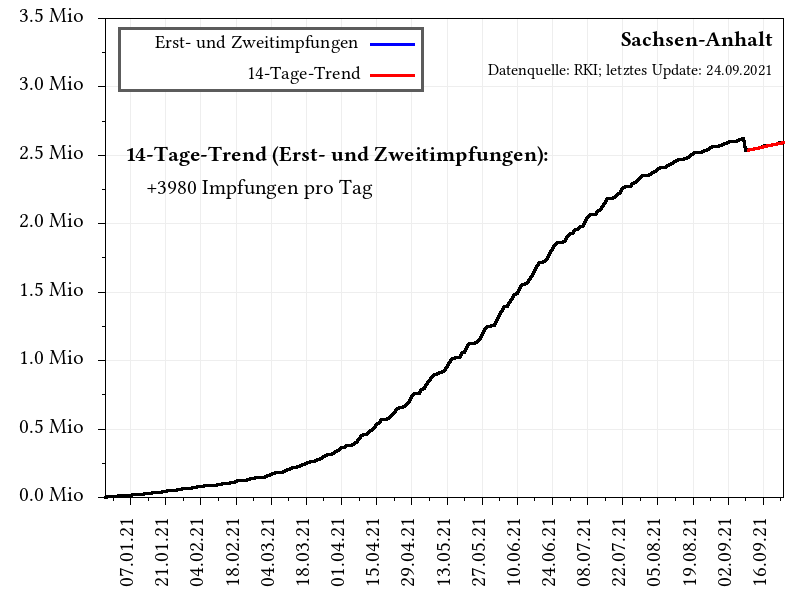 3.5 Mio
3.0 Mio
2.5 Mio
2.0 Mio
1.5 Mio
1.0 Mio
0.5 Mio
0.0 Mio
Erst- und Zweitimpfungen
14-Tage-Trend
Sachsen-Anhalt
Datenquelle: RKI; letztes Update: 24.09.2021
14-Tage-Trend (Erst- und Zweitimpfungen):
+3980 Impfungen pro Tag
07.01.21
21.01.21
04.02.21
18.02.21
04.03.21
18.03.21
01.04.21
15.04.21
29.04.21
13.05.21
27.05.21
10.06.21
24.06.21
08.07.21
22.07.21
05.08.21
19.08.21
02.09.21
16.09.21